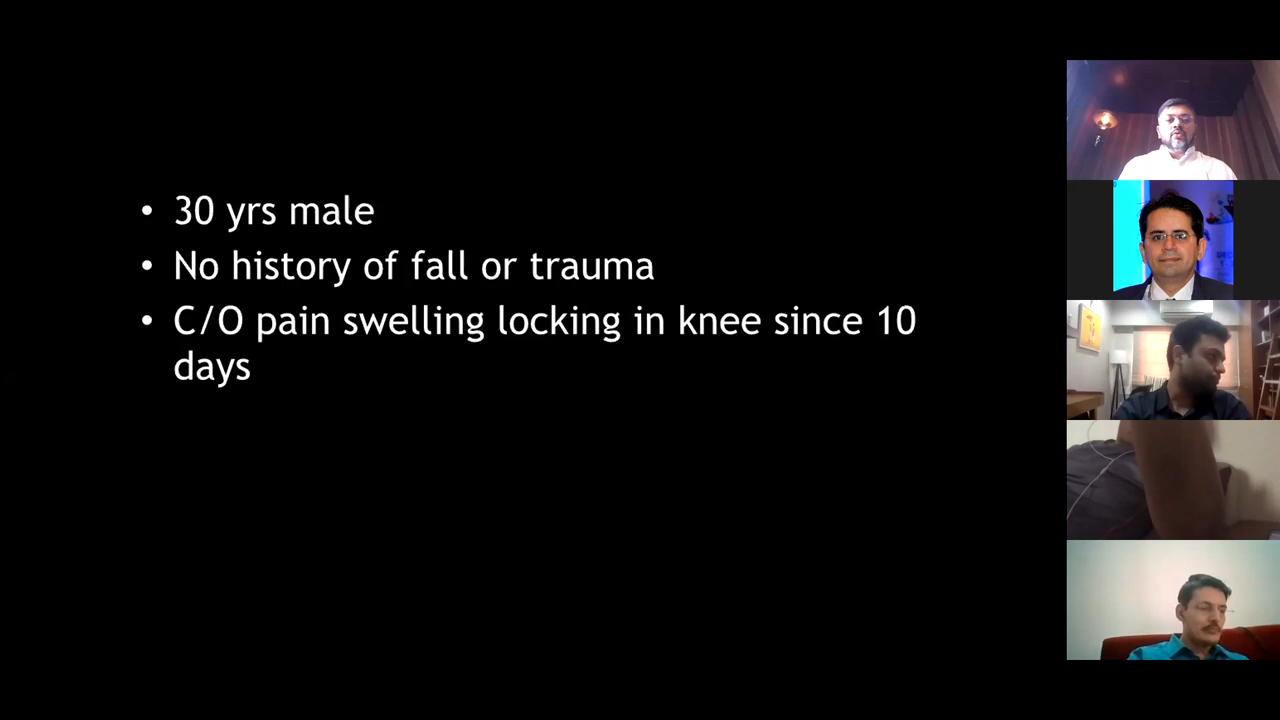 • 30 yrs male
• No history of fall or trauma
• C/O pain swelling locking in knee since 10
days